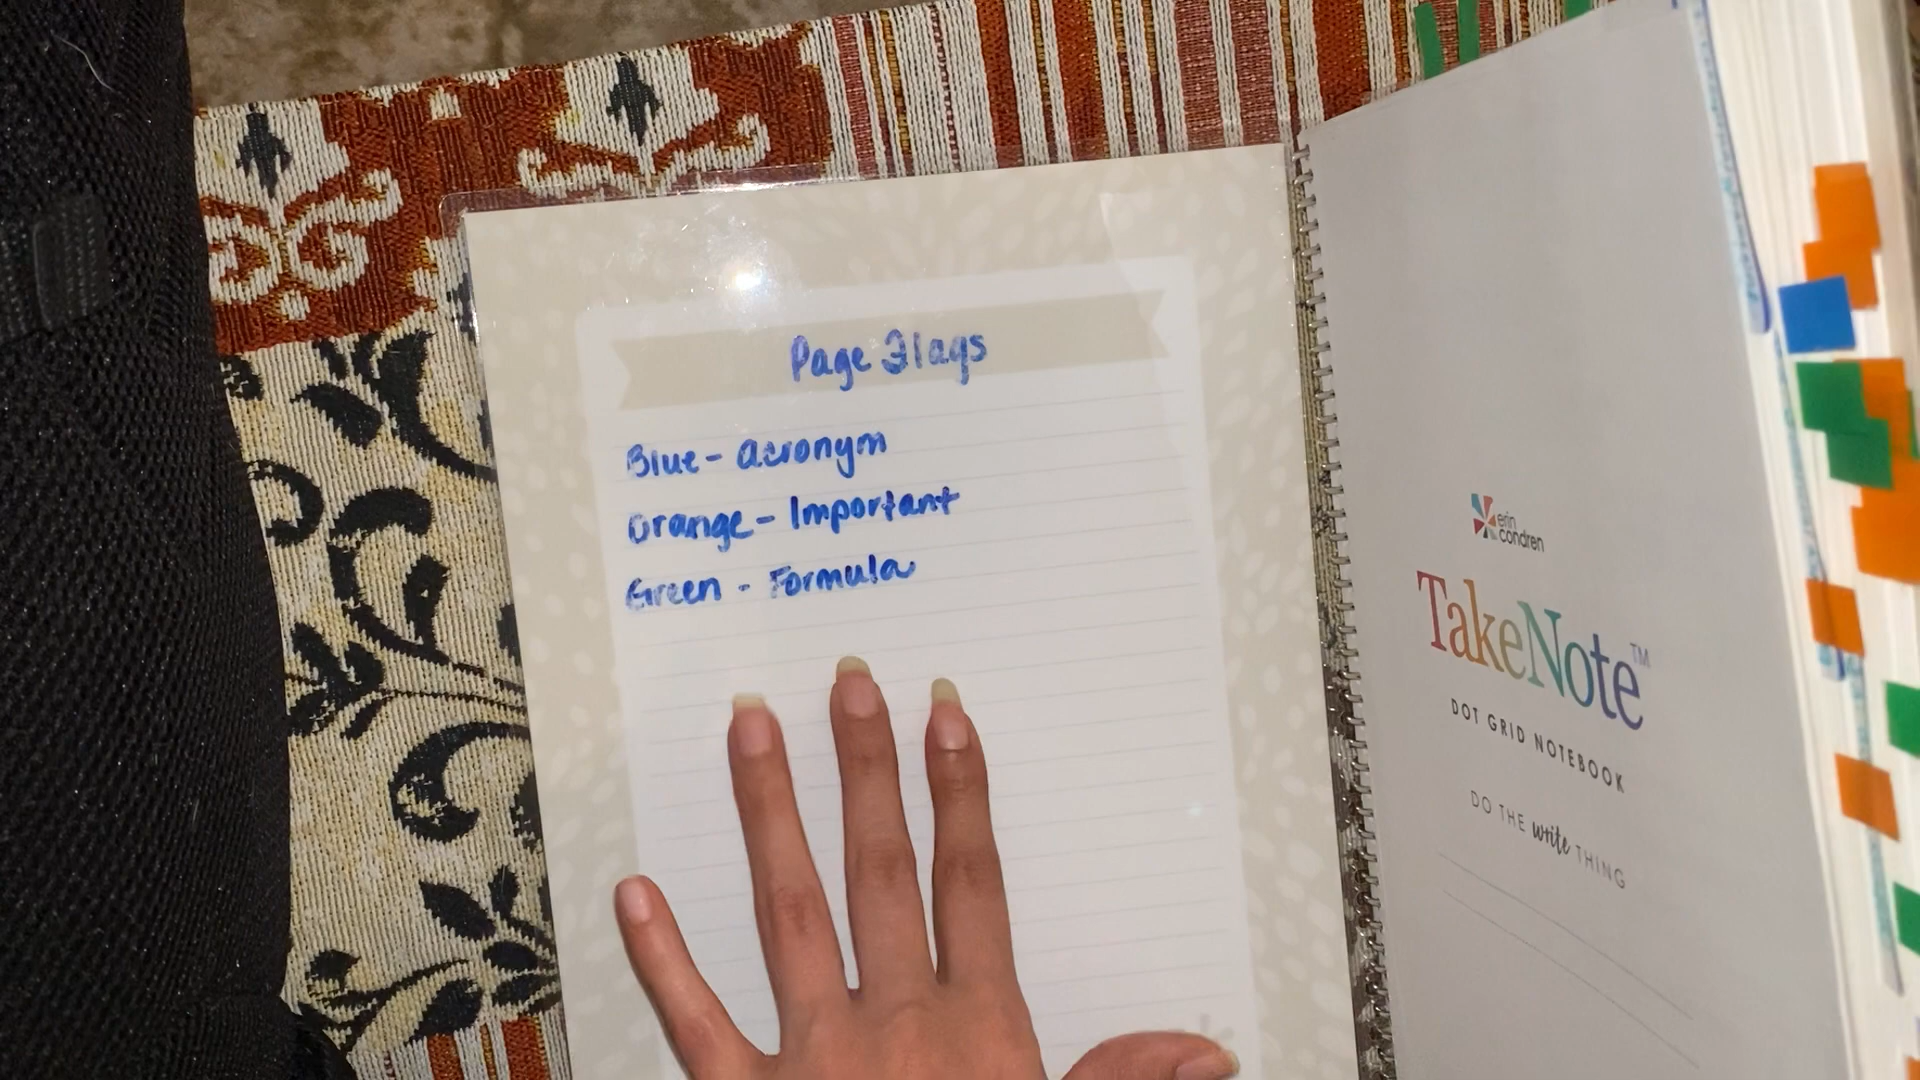 Page Flags
Blue - acronym
Orange - Important
Green - Formula
erin
condren
TakeNote™
DOT GRID NOTEBOOK
DO THE write THING